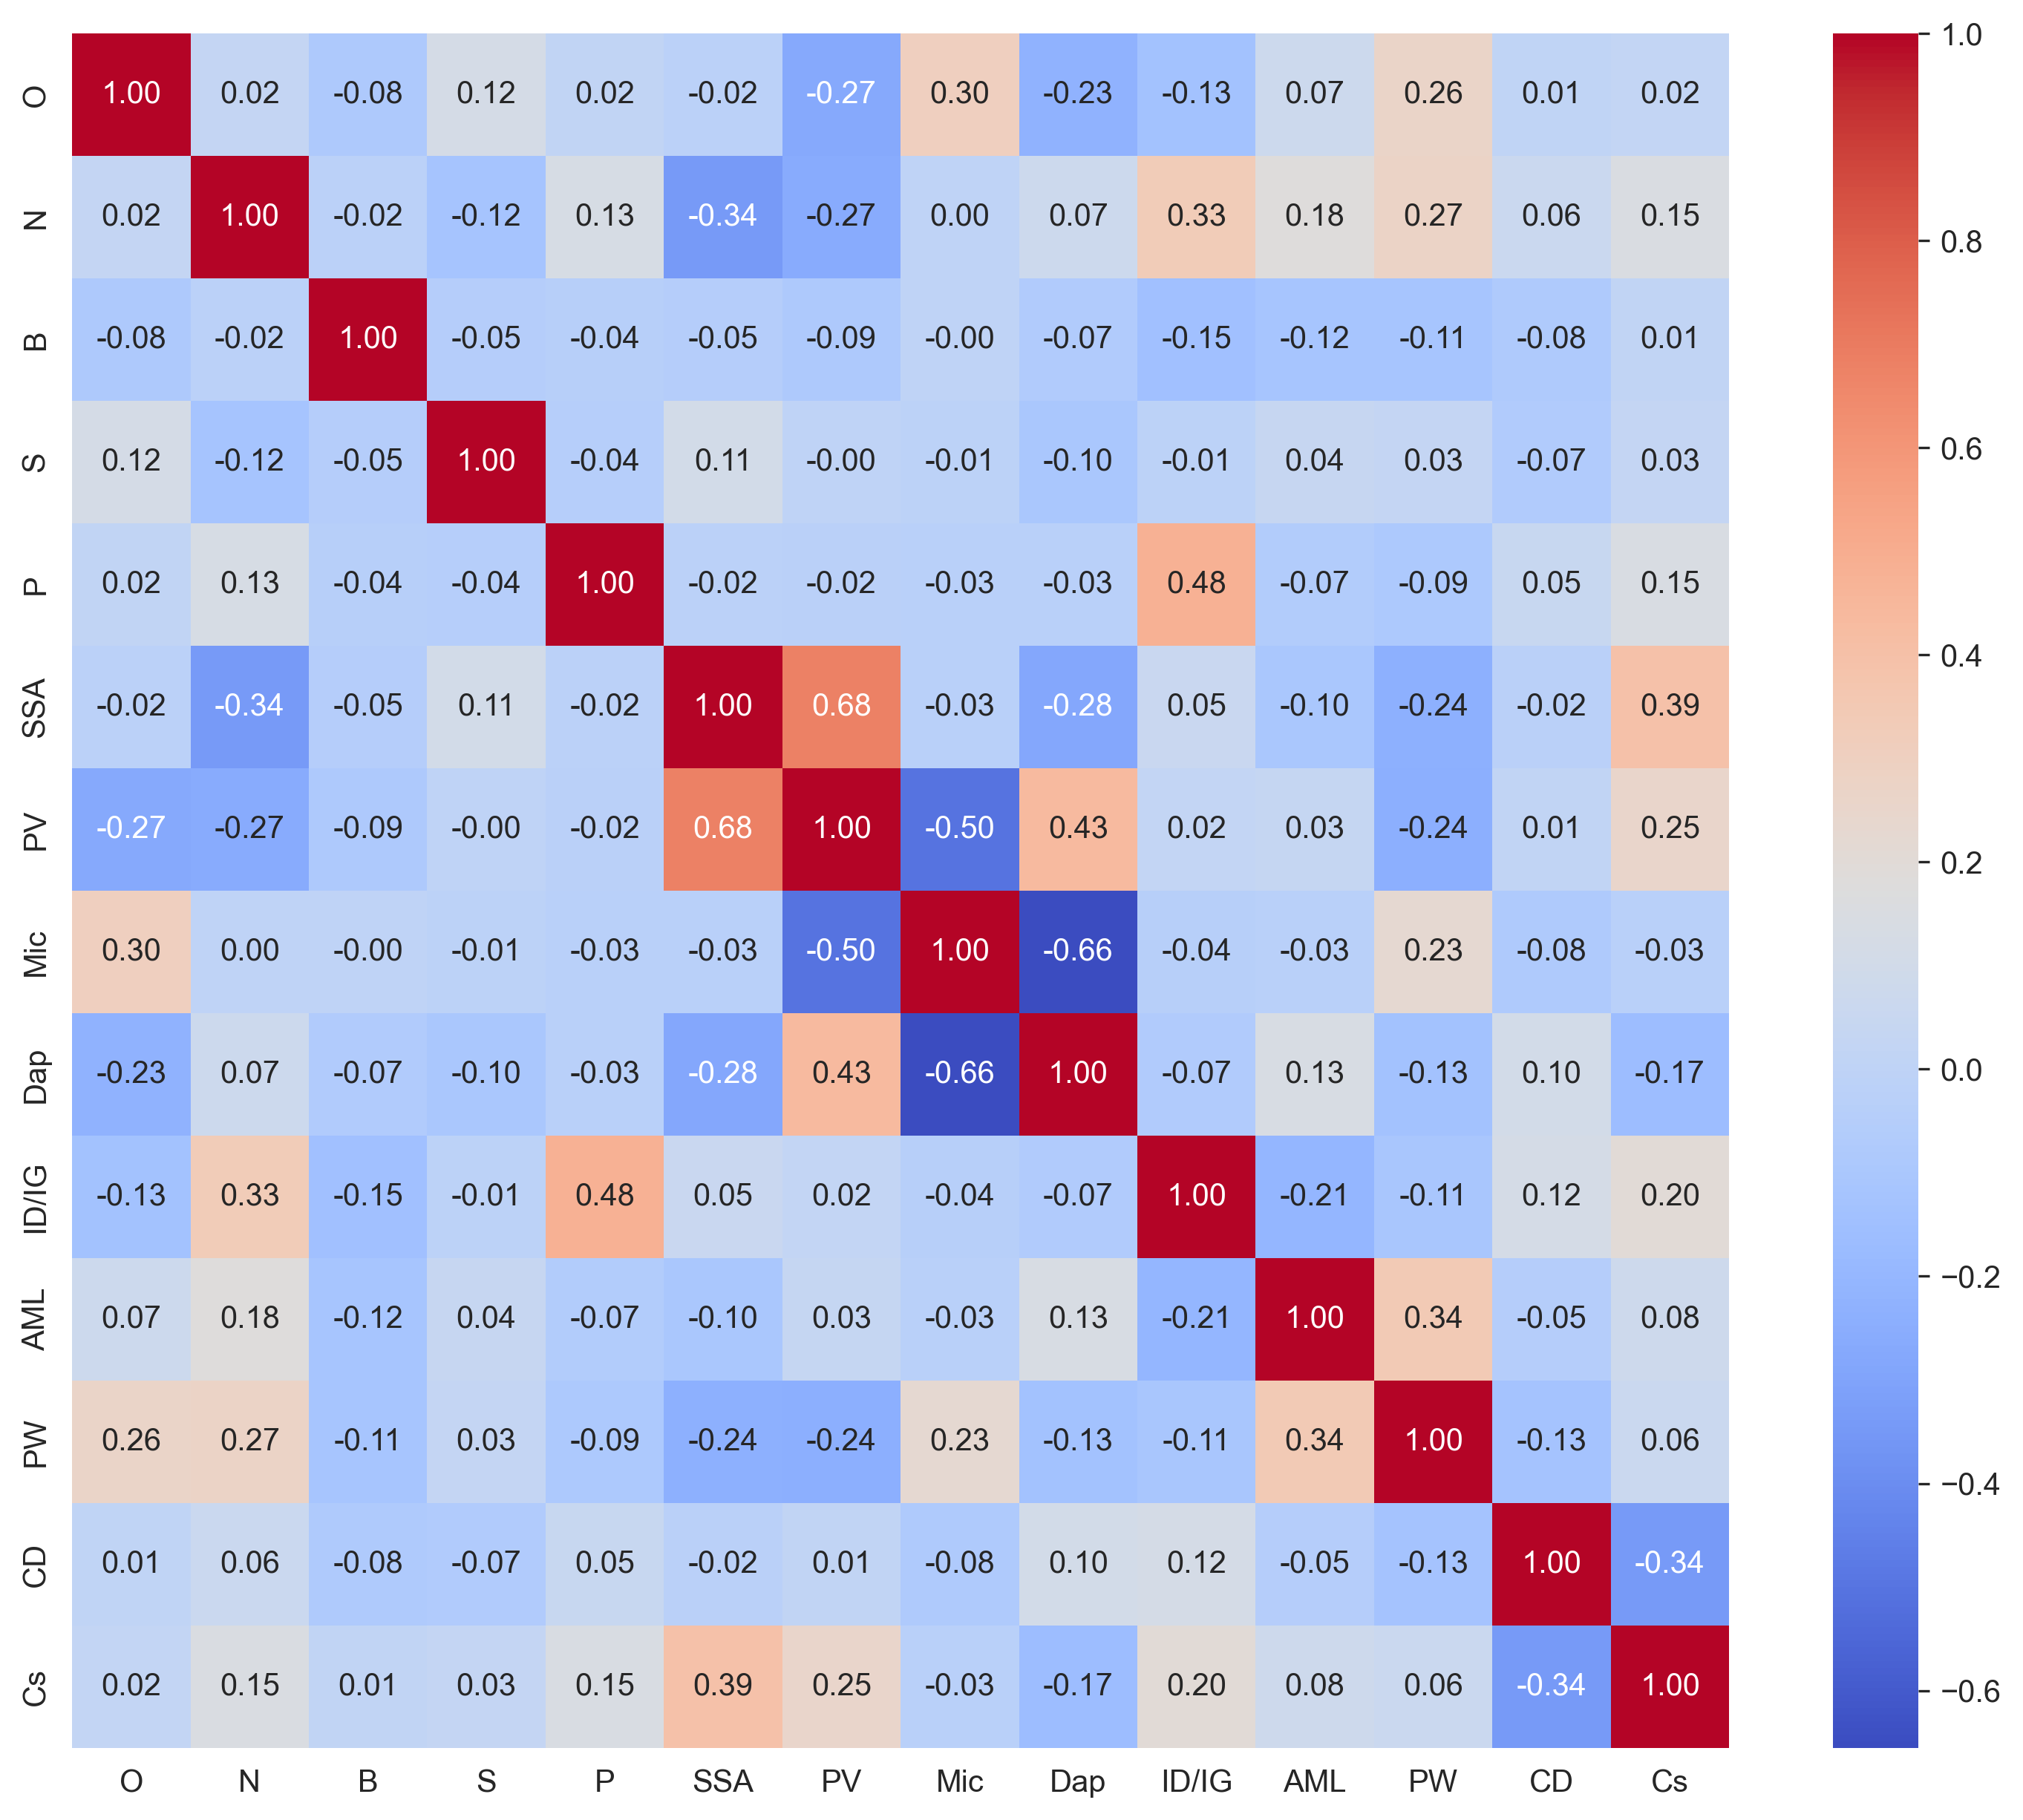 O 1.00 0.02 -0.08 0.12 0.02 -0.02 -0.27 0.30 -0.23 -0.13 0.07 0.26 0.01 0.02
N 0.02 1.00 -0.02 -0.12 0.13 -0.34 -0.27 0.00 0.07 0.33 0.18 0.27 0.06 0.15
B -0.08 -0.02 1.00 -0.05 -0.04 -0.05 -0.09 -0.00 -0.07 -0.15 -0.12 -0.11 -0.08 0.01
S 0.12 -0.12 -0.05 1.00 -0.04 0.11 -0.00 -0.01 -0.10 -0.01 0.04 0.03 -0.07 0.03
P 0.02 0.13 -0.04 -0.04 1.00 -0.02 -0.02 -0.03 -0.03 0.48 -0.07 -0.09 0.05 0.15
SSA -0.02 -0.34 -0.05 0.11 -0.02 1.00 0.68 -0.03 -0.28 0.05 -0.10 -0.24 -0.02 0.39
PV -0.27 -0.27 -0.09 -0.00 -0.02 0.68 1.00 -0.50 0.43 0.02 0.03 -0.24 0.01 0.25
Mic 0.30 0.00 -0.00 -0.01 -0.03 -0.03 -0.50 1.00 -0.66 -0.04 -0.03 0.23 -0.08 -0.03
Dap -0.23 0.07 -0.07 -0.10 -0.03 -0.28 0.43 -0.66 1.00 -0.07 0.13 -0.13 0.10 -0.17
ID/IG -0.13 0.33 -0.15 -0.01 0.48 0.05 0.02 -0.04 -0.07 1.00 -0.21 -0.11 0.12 0.20
AML 0.07 0.18 -0.12 0.04 -0.07 -0.10 0.03 -0.03 0.13 -0.21 1.00 0.34 -0.05 0.08
PW 0.26 0.27 -0.11 0.03 -0.09 -0.24 -0.24 0.23 -0.13 -0.11 0.34 1.00 -0.13 0.06
CD 0.01 0.06 -0.08 -0.07 0.05 -0.02 0.01 -0.08 0.10 0.12 -0.05 -0.13 1.00 -0.34
Cs 0.02 0.15 0.01 0.03 0.15 0.39 0.25 -0.03 -0.17 0.20 0.08 0.06 -0.34 1.00
O N B S P SSA PV Mic Dap ID/IG AML PW CD Cs
1.0
0.8
0.6
0.4
0.2
0.0
−0.2
−0.4
−0.6